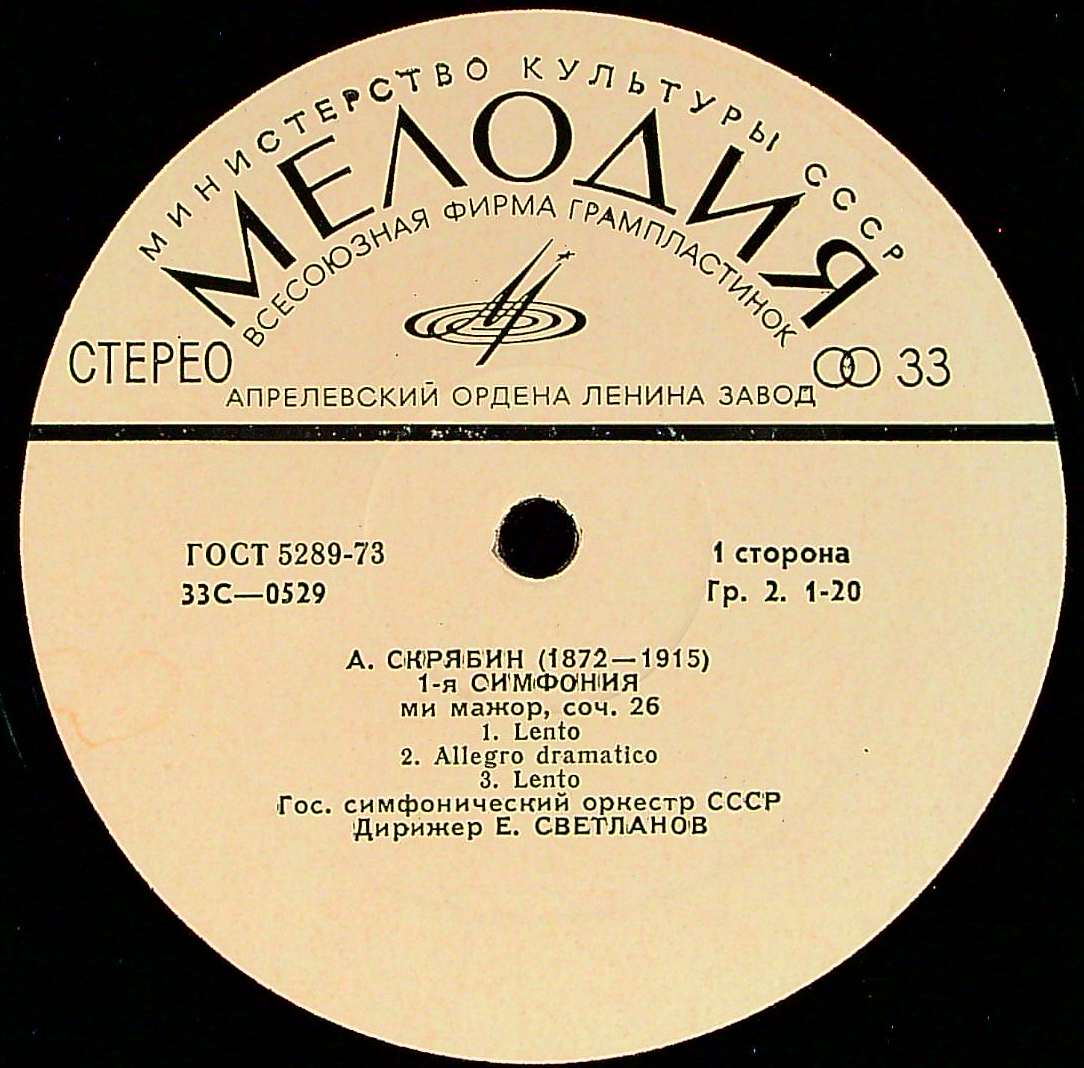 МИНИСТЕРСТВО КУЛЬТУРЫ СССР
МЕЛОДИЯ
ВСЕСОЮЗНАЯ ФИРМА ГРАМПЛАСТИНОК
СТЕРЕО
33
АПРЕЛЕВСКИЙ ОРДЕНА ЛЕНИНА ЗАВОД
ГОСТ 5289-73
1 сторона
33С—0529
Гр. 2. 1-20
А. СКРЯБИН (1872—1915)
1-я СИМФОНИЯ
ми мажор, соч. 26
1. Lento
2. Allegro dramatico
3. Lento
Гос. симфонический оркестр СССР
Дирижер Е. СВЕТЛАНОВ